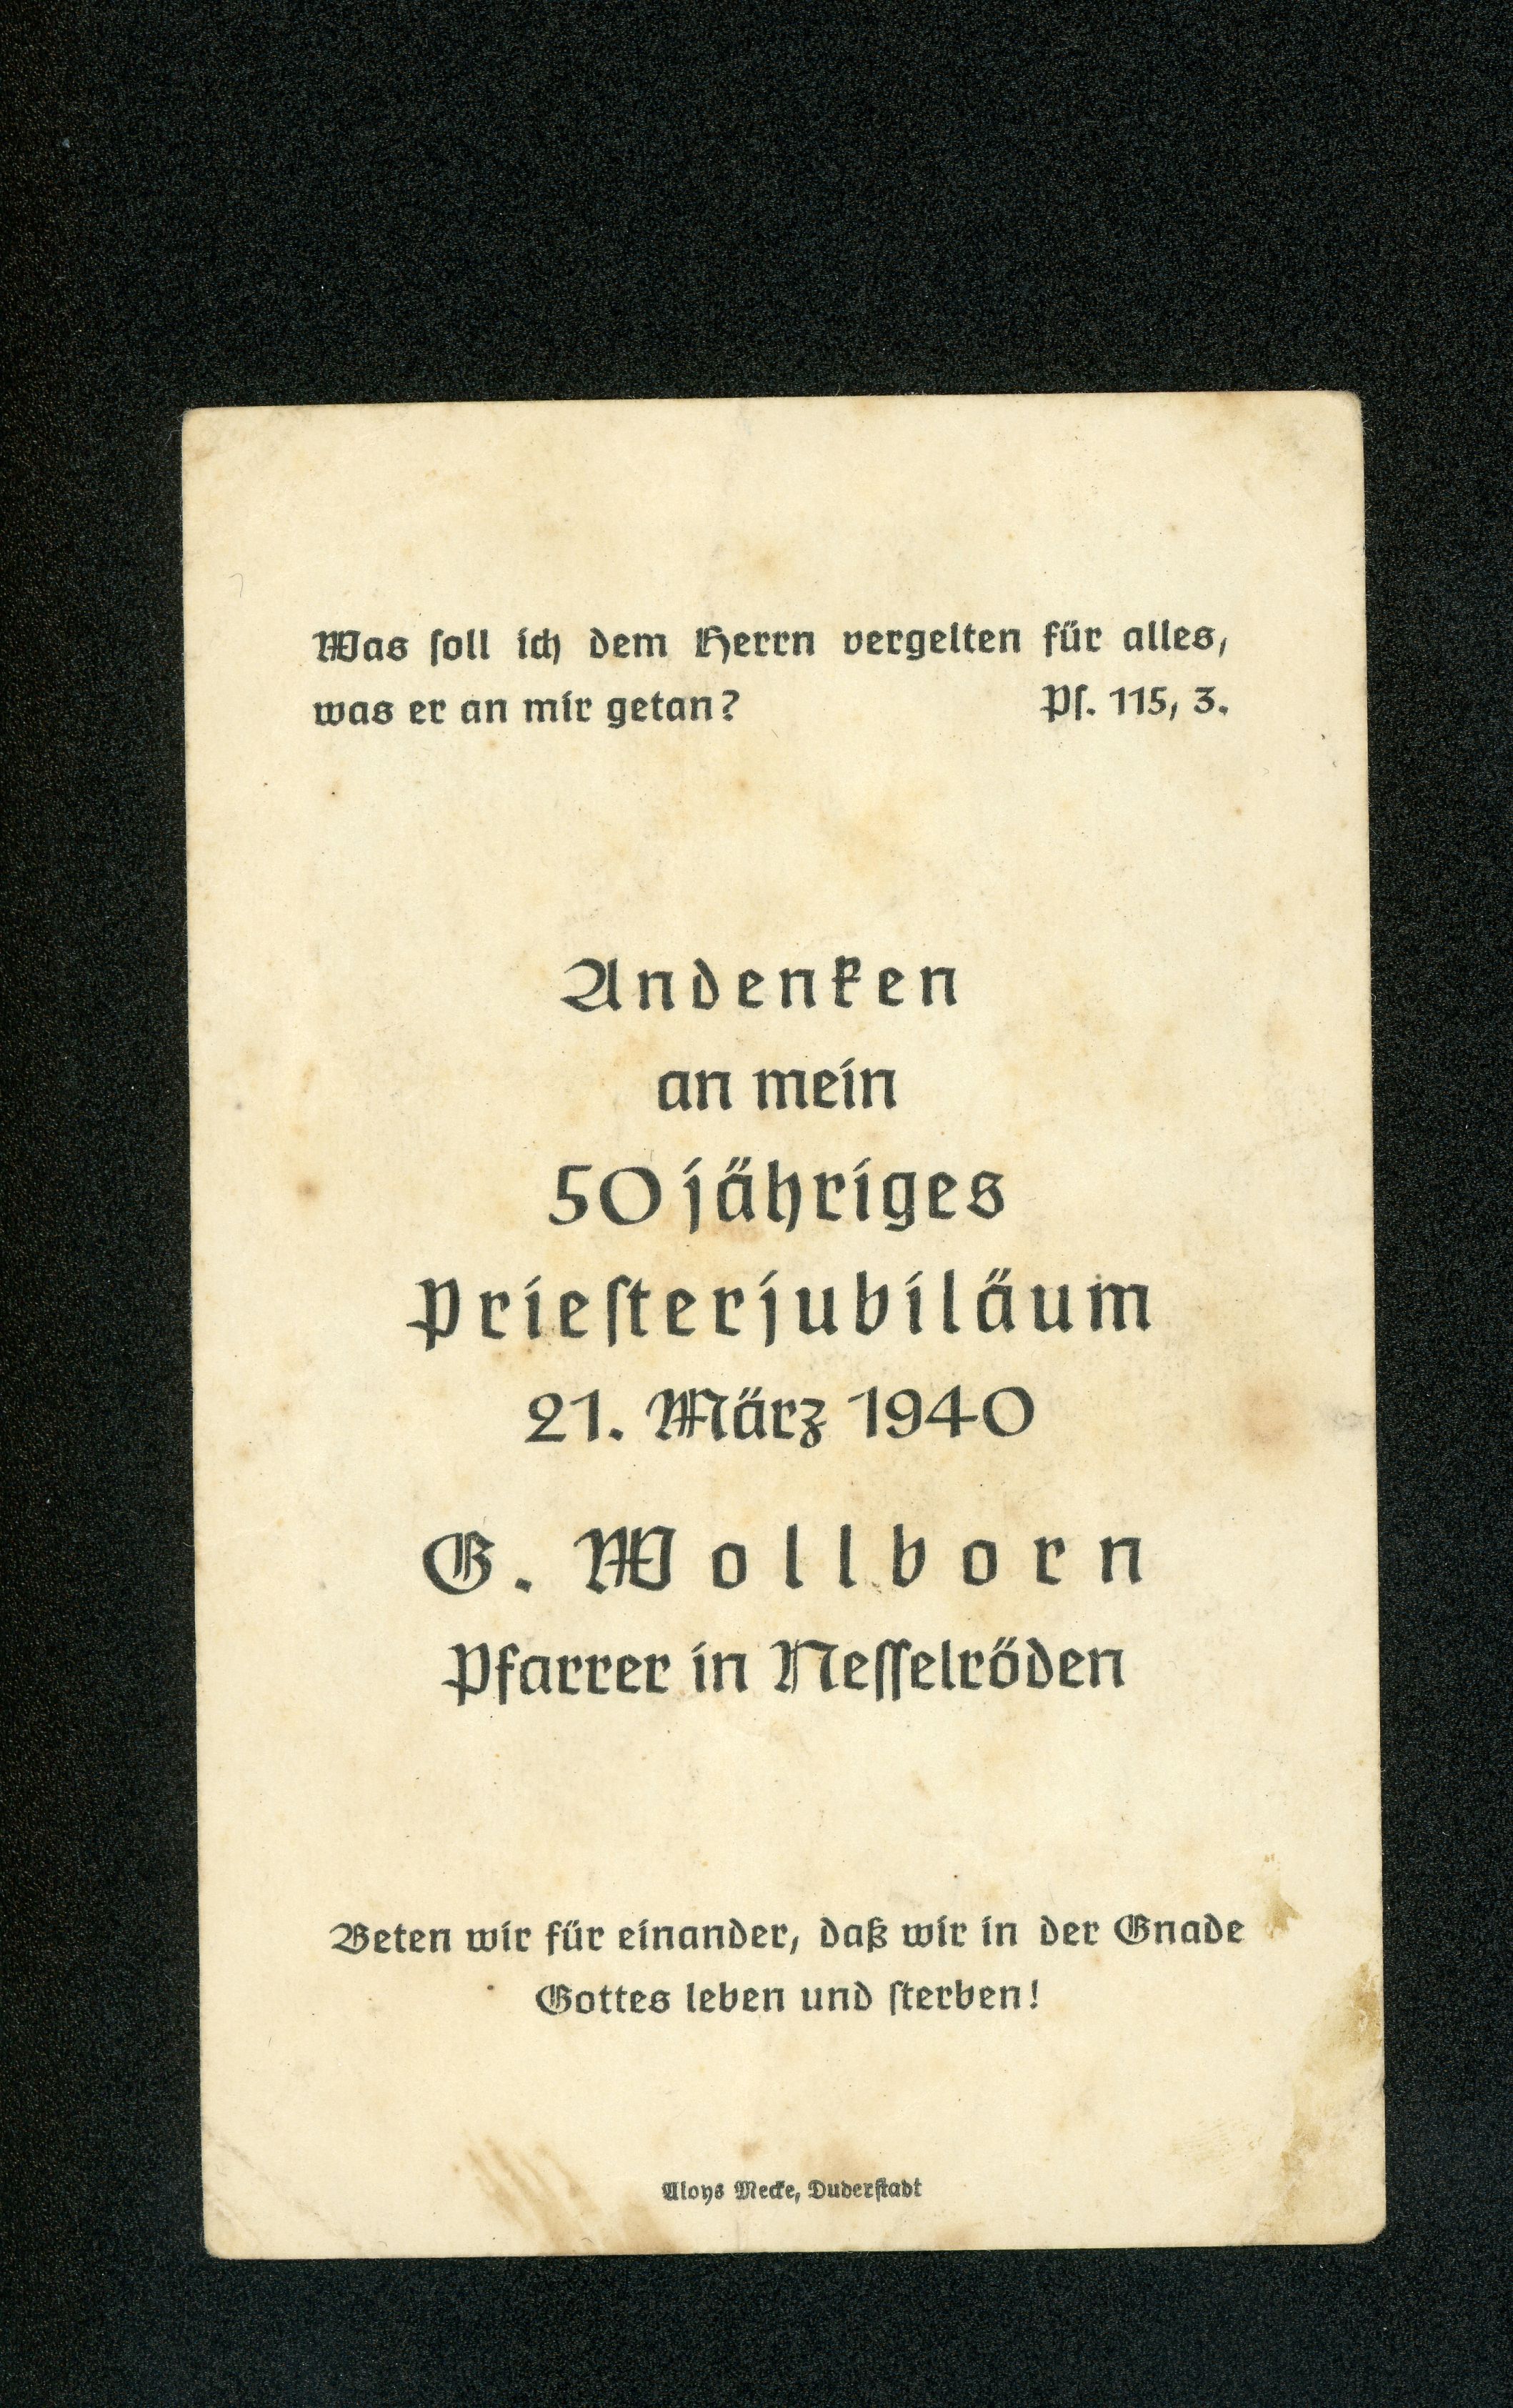 Was soll ich dem Herrn vergelten für alles,
was er an mir getan? Ps. 115, 3.
Andenken
an mein
50jähriges
Priesterjubiläum
21. März 1940
G. Wollborn
Pfarrer in Nesselröden
Beten wir für einander, daß wir in der Gnade
Gottes leben und sterben!
Aloys Mecke, Duderstadt